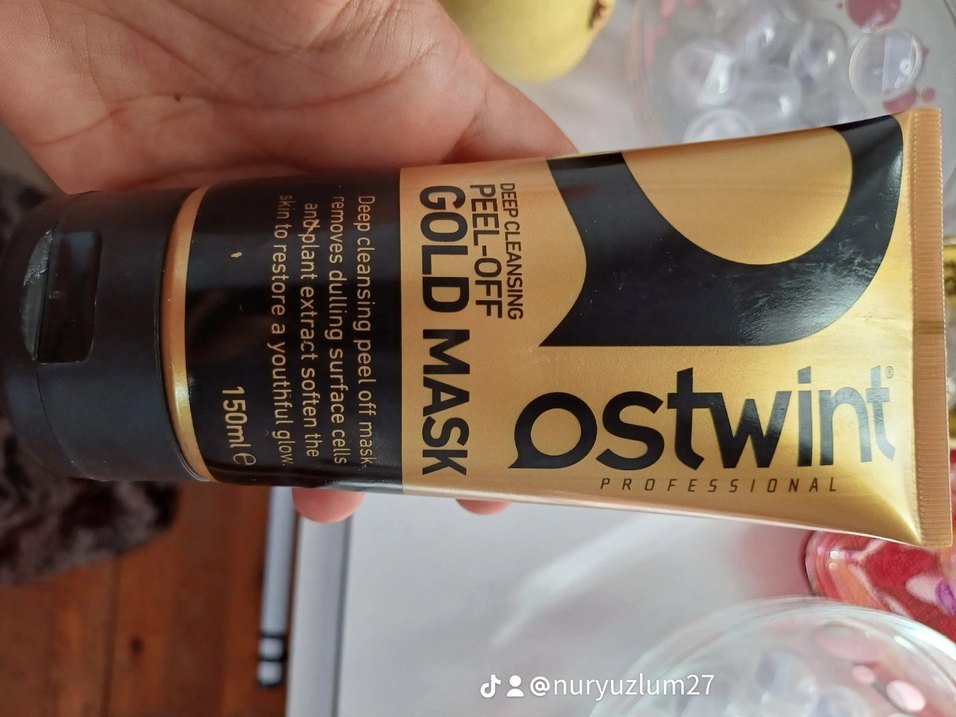 ostwint®
PROFESSIONAL
DEEP CLEANSING
PEEL-OFF
GOLD MASK
Deep cleansing peel off mask.
removes dulling surface cells
and plant extract soften the
skin to restore a youthful glow.
150ml ℮
@nuryuzlum27